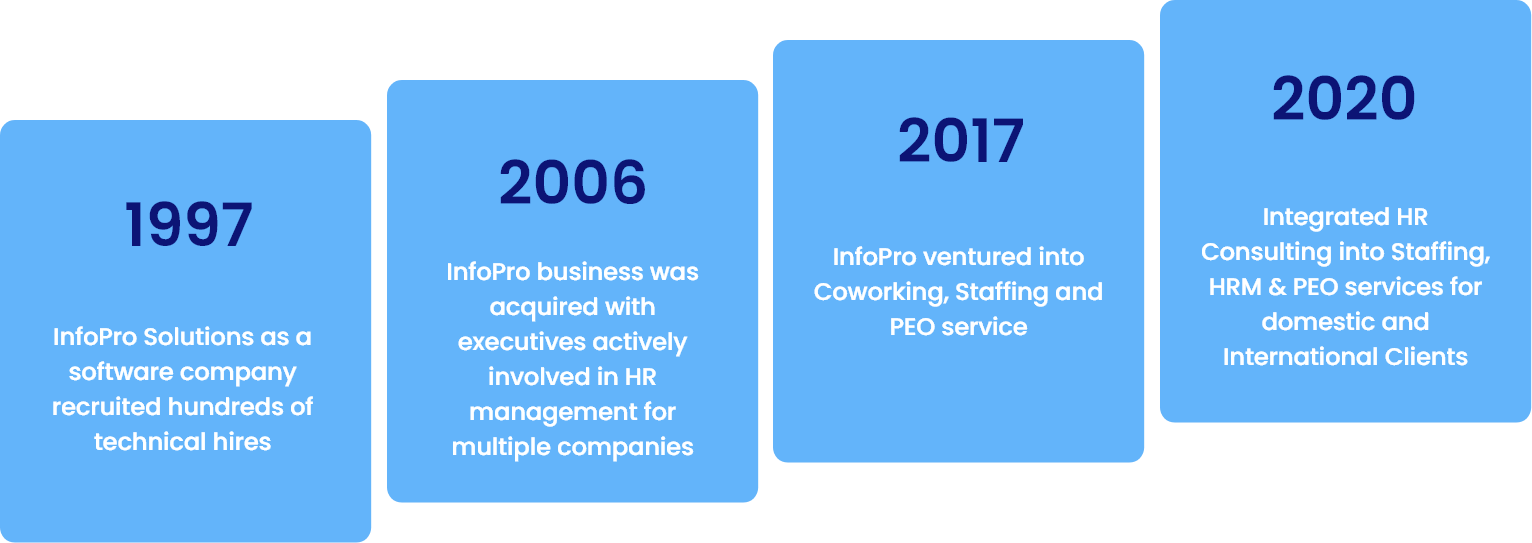 1997
InfoPro Solutions as a
software company
recruited hundreds of
technical hires
2006
InfoPro business was
acquired with
executives actively
involved in HR
management for
multiple companies
2017
InfoPro ventured into
Coworking, Staffing and
PEO service
2020
Integrated HR
Consulting into Staffing,
HRM & PEO services for
domestic and
International Clients